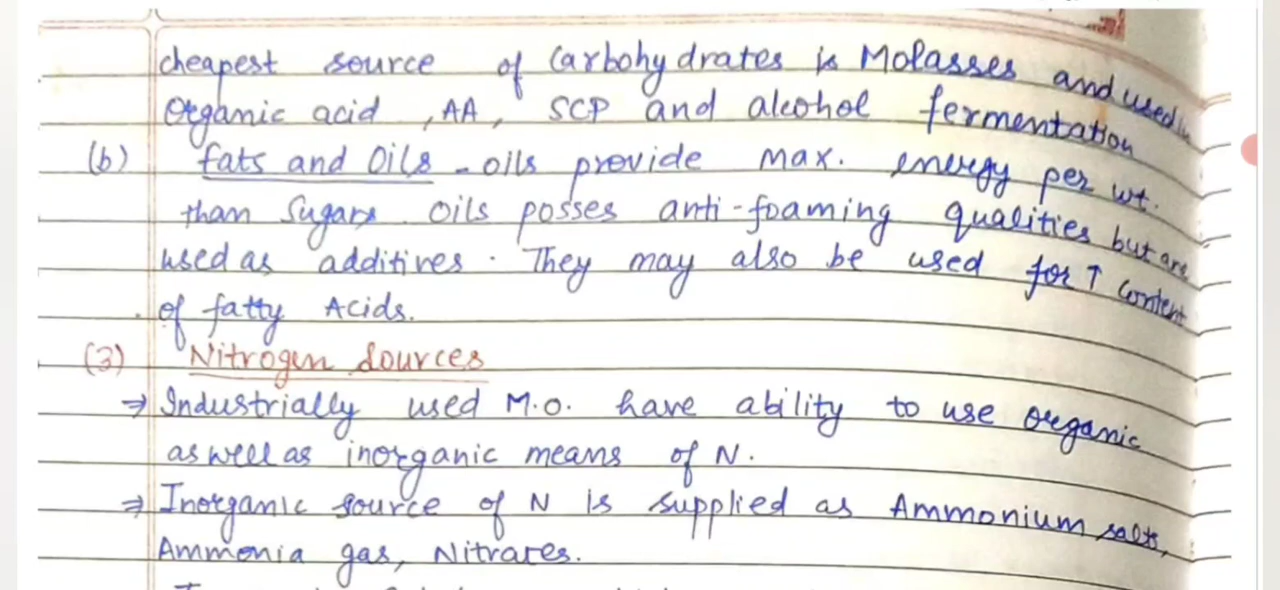 cheapest source of Carbohydrates is Molasses and used in
Organic acid, AA, SCP and alcohol fermentation
(b) fats and Oils - oils provide max. energy per wt.
than Sugars. Oils posses anti-foaming qualities but are
used as additives. They may also be used for ↑ content
of fatty Acids.
(3) Nitrogen Sources
⇒ Industrially used M.O. have ability to use organic
as well as inorganic means of N.
⇒ Inorganic source of N is supplied as Ammonium salts,
Ammonia gas, Nitrates.